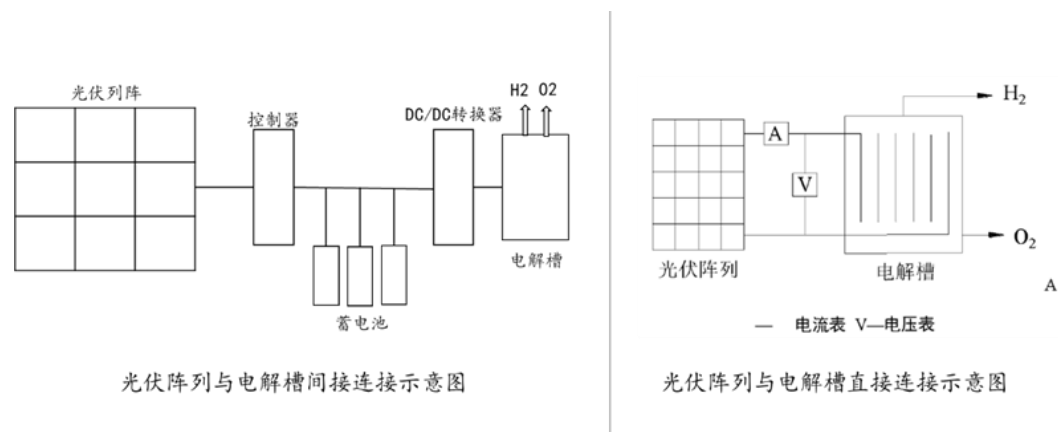 光伏列阵
控制器
DC/DC转换器
H2 O2
电解槽
蓄电池
光伏阵列与电解槽间接连接示意图
A
V
H₂
O₂
光伏阵列
电解槽
A
— 电流表 V—电压表
光伏阵列与电解槽直接连接示意图